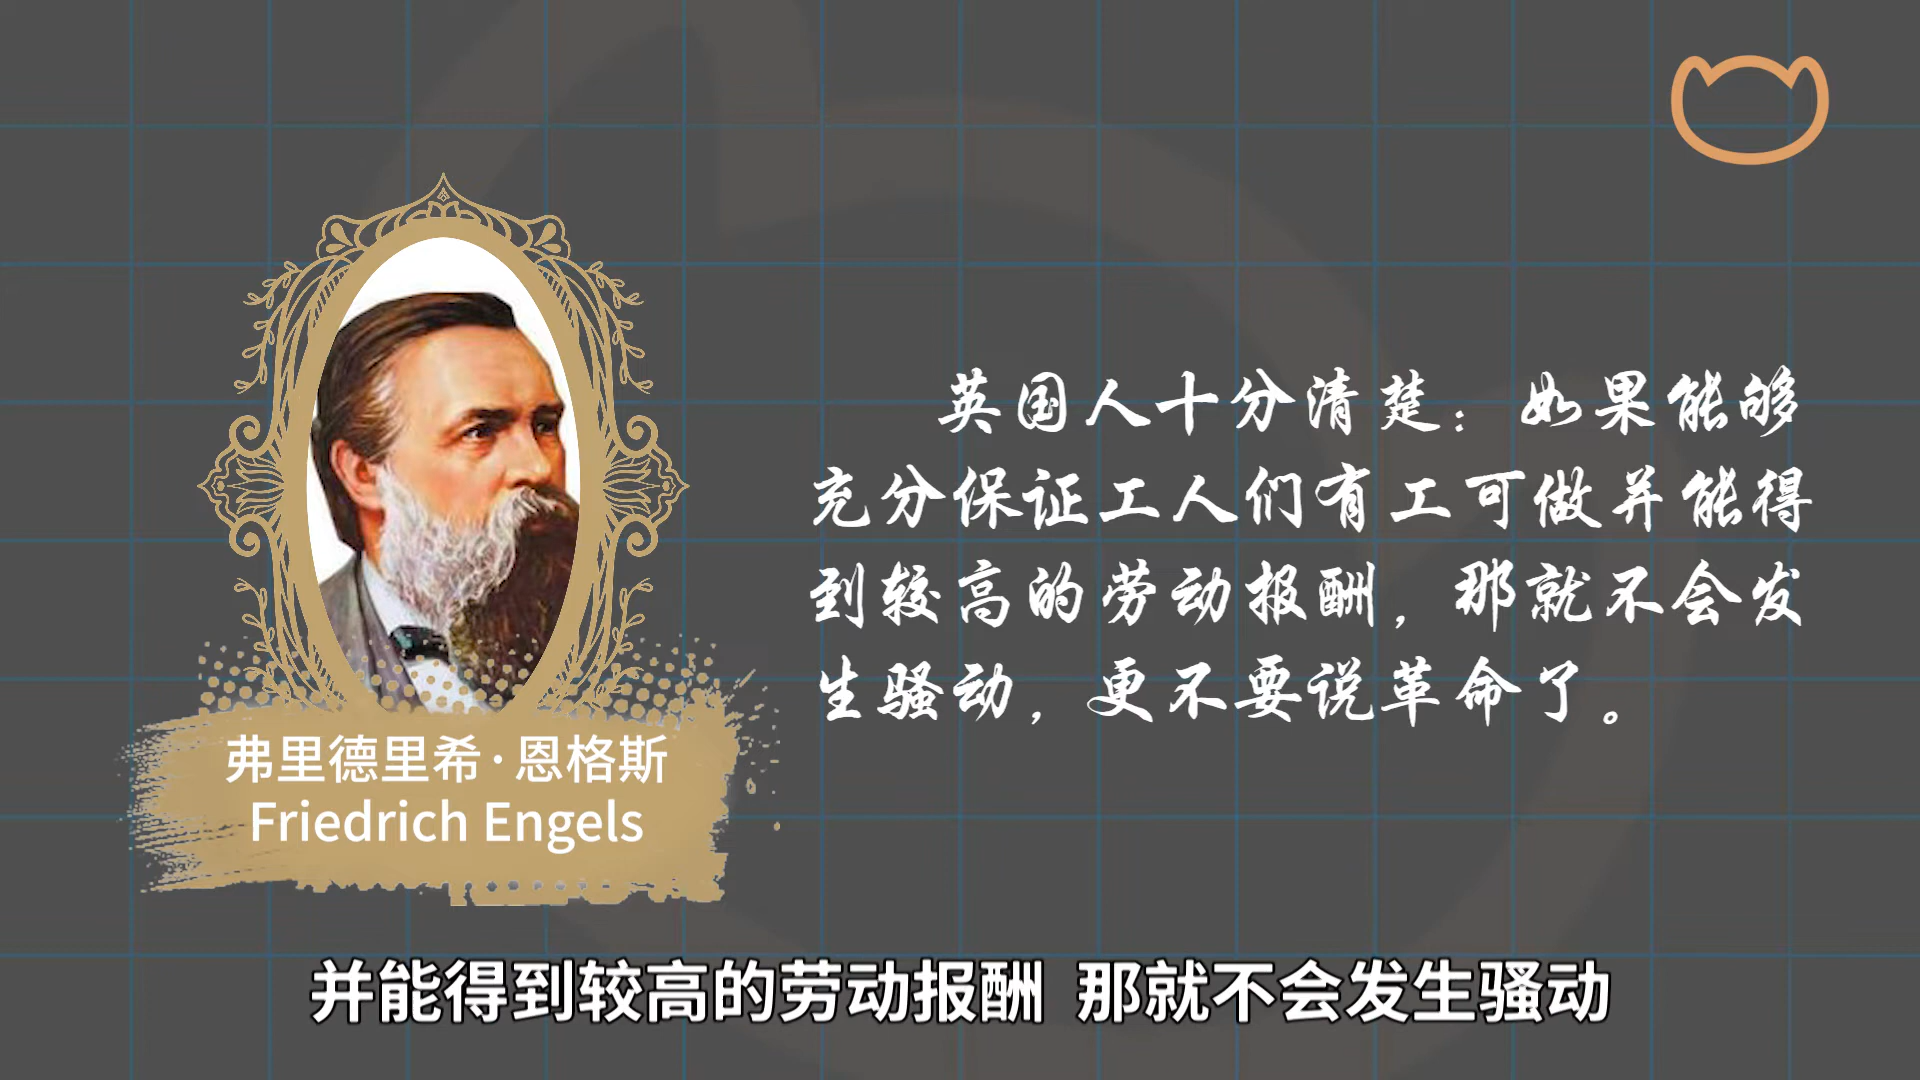 英国人十分清楚：如果能够
充分保证工人们有工可做并能得
到较高的劳动报酬，那就不会发
生骚动，更不要说革命了。
弗里德里希·恩格斯
Friedrich Engels
并能得到较高的劳动报酬 那就不会发生骚动